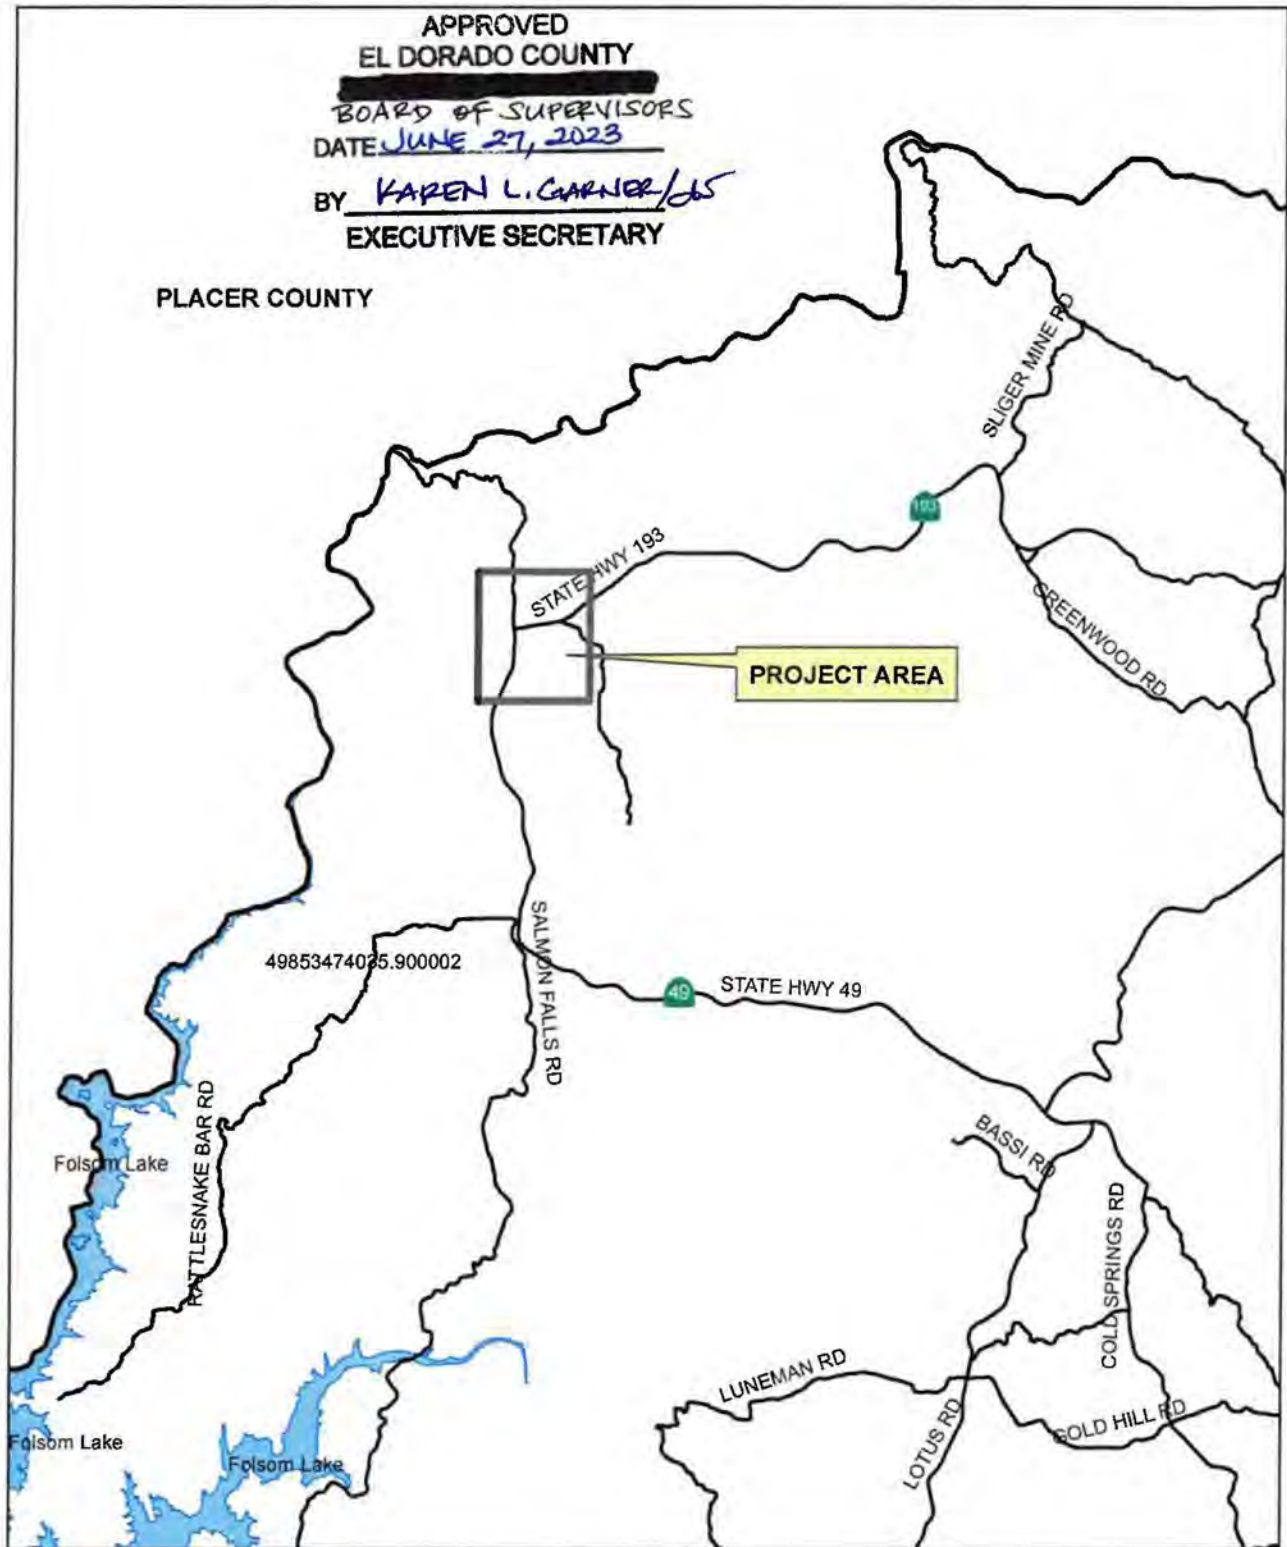 APPROVED
EL DORADO COUNTY
BOARD OF SUPERVISORS
DATE JUNE 27, 2023
BY KAREN L. GARNER/
EXECUTIVE SECRETARY
PLACER COUNTY
SLIGER MINE RD
193
STATE HWY 193
GREENWOOD RD
PROJECT AREA
SALMON FALLS RD
49853474035.900002
49
STATE HWY 49
RATTLESNAKE BAR RD
BASSI RD
Folsom Lake
COLD SPRINGS RD
LUNEMAN RD
LOTUS RD
GOLD HILL RD
Folsom Lake
Folsom Lake